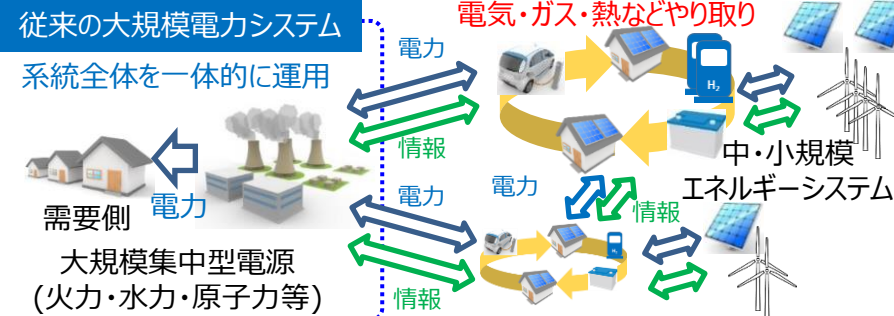 従来の大規模電力システム
系統全体を一体的に運用
需要側
電力
大規模集中型電源
(火力・水力・原子力等)
電気・ガス・熱などやり取り
電力
情報
H₂
中・小規模
エネルギーシステム
電力
情報
電力
情報